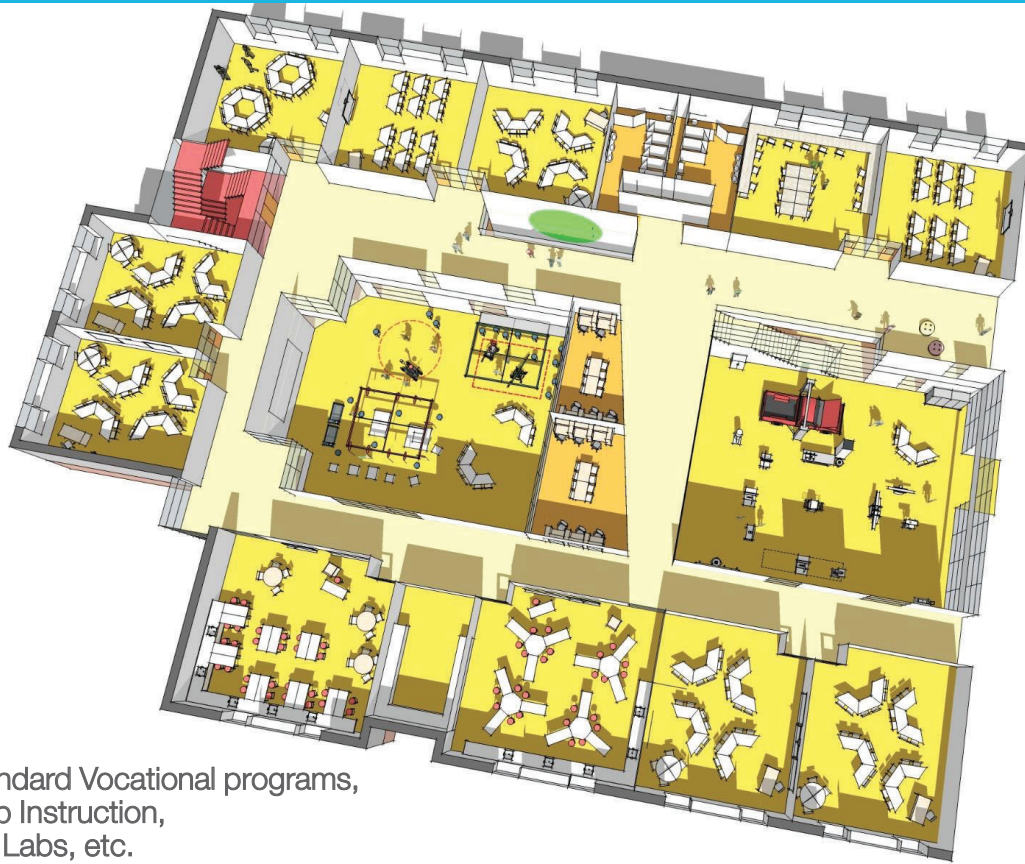 ndard Vocational programs,
o Instruction,
Labs, etc.